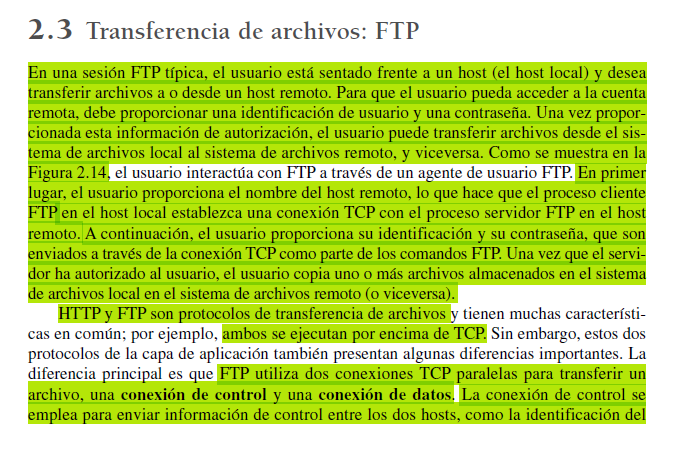 2.3 Transferencia de archivos: FTP
En una sesión FTP típica, el usuario está sentado frente a un host (el host local) y desea
transferir archivos a o desde un host remoto. Para que el usuario pueda acceder a la cuenta
remota, debe proporcionar una identificación de usuario y una contraseña. Una vez propor-
cionada esta información de autorización, el usuario puede transferir archivos desde el sis-
tema de archivos local al sistema de archivos remoto, y viceversa. Como se muestra en la
Figura 2.14, el usuario interactúa con FTP a través de un agente de usuario FTP. En primer
lugar, el usuario proporciona el nombre del host remoto, lo que hace que el proceso cliente
FTP en el host local establezca una conexión TCP con el proceso servidor FTP en el host
remoto. A continuación, el usuario proporciona su identificación y su contraseña, que son
enviados a través de la conexión TCP como parte de los comandos FTP. Una vez que el servi-
dor ha autorizado al usuario, el usuario copia uno o más archivos almacenados en el sistema
de archivos local en el sistema de archivos remoto (o viceversa).
HTTP y FTP son protocolos de transferencia de archivos y tienen muchas característi-
cas en común; por ejemplo, ambos se ejecutan por encima de TCP. Sin embargo, estos dos
protocolos de la capa de aplicación también presentan algunas diferencias importantes. La
diferencia principal es que FTP utiliza dos conexiones TCP paralelas para transferir un
archivo, una conexión de control y una conexión de datos. La conexión de control se
emplea para enviar información de control entre los dos hosts, como la identificación del